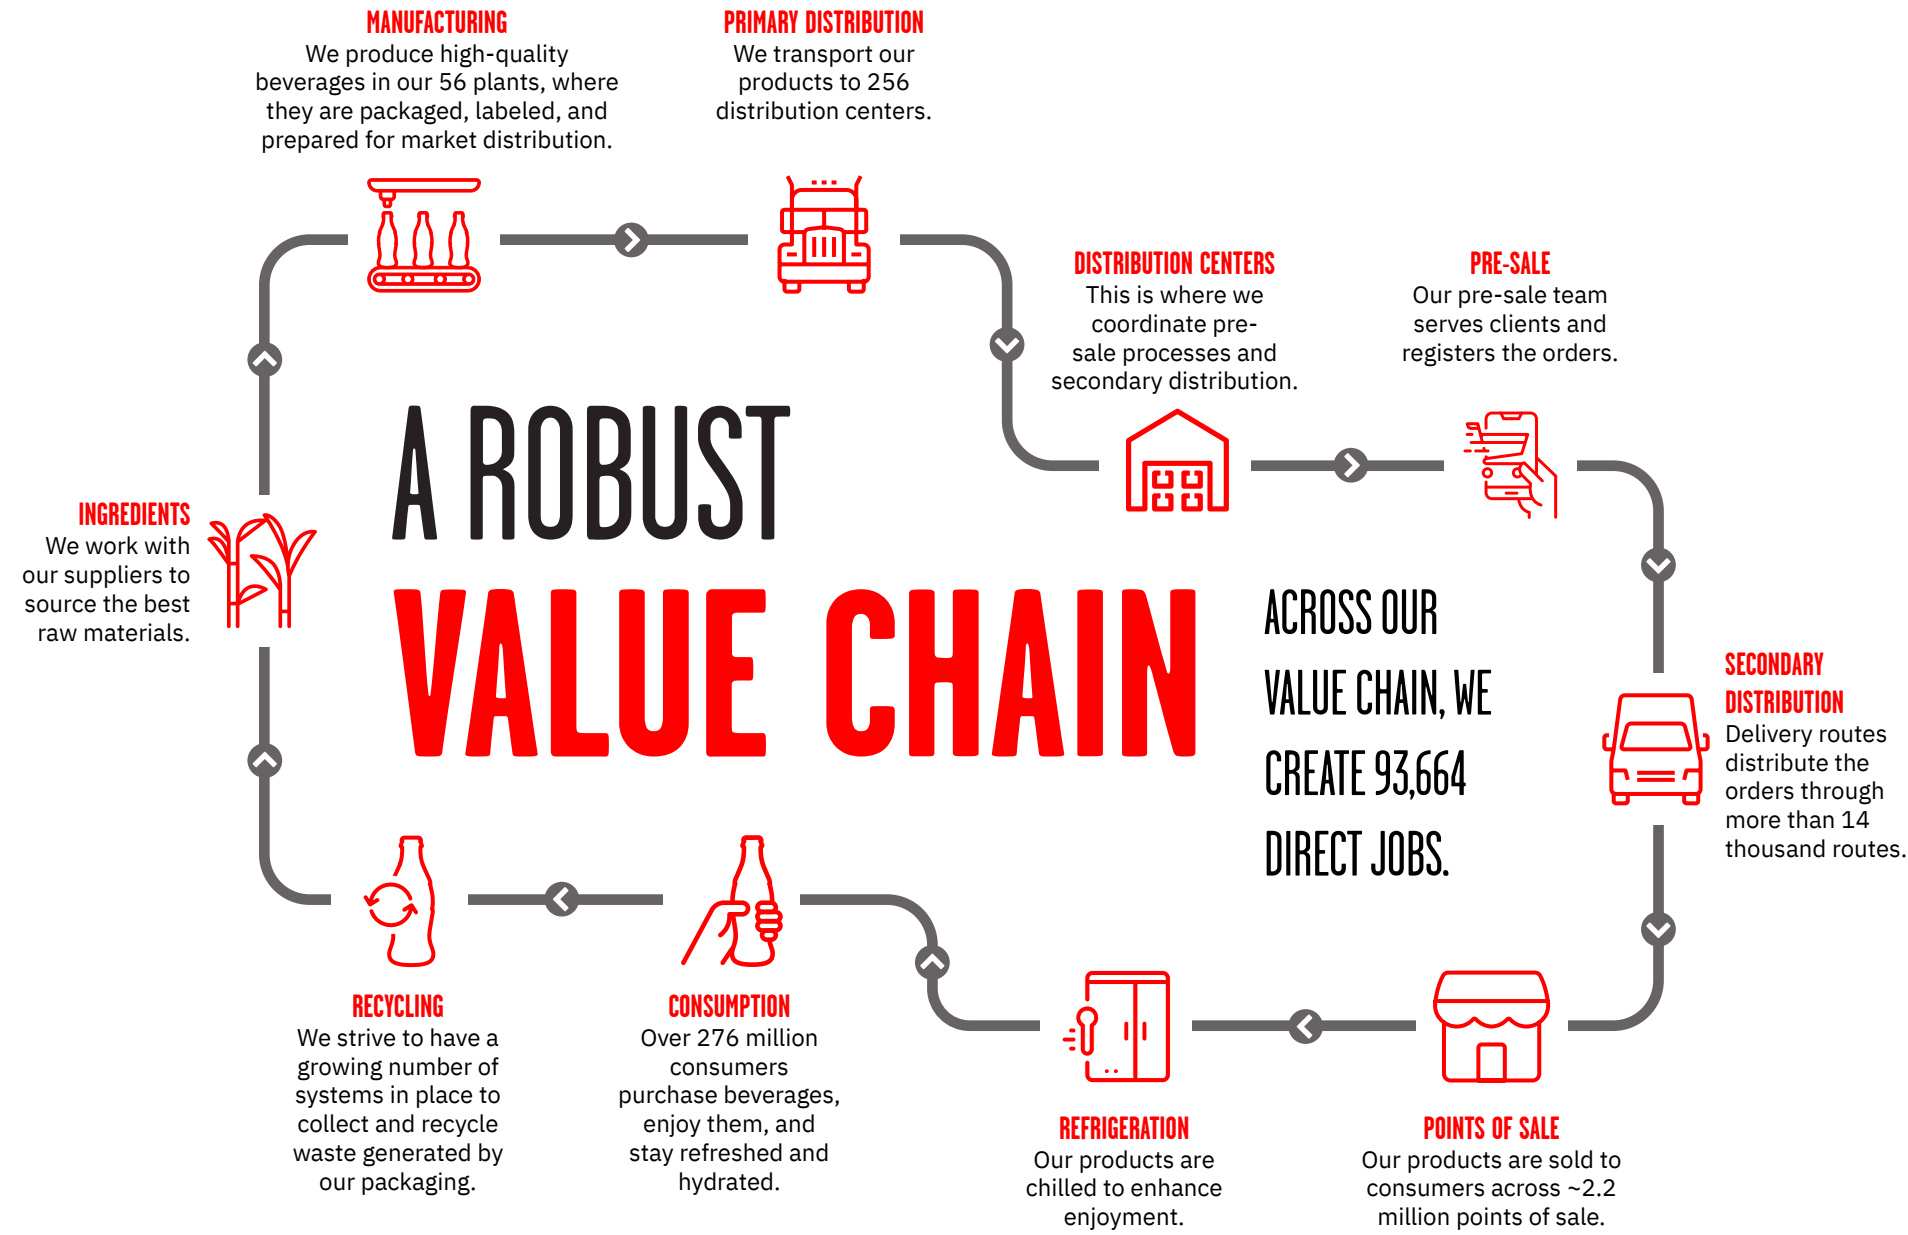 MANUFACTURING
We produce high-quality
beverages in our 56 plants, where
they are packaged, labeled, and
prepared for market distribution.
PRIMARY DISTRIBUTION
We transport our
products to 256
distribution centers.
DISTRIBUTION CENTERS
This is where we
coordinate pre-
sale processes and
secondary distribution.
PRE-SALE
Our pre-sale team
serves clients and
registers the orders.
INGREDIENTS
We work with
our suppliers to
source the best
raw materials.
A ROBUST
VALUE CHAIN
ACROSS OUR
VALUE CHAIN, WE
CREATE 93,664
DIRECT JOBS.
SECONDARY
DISTRIBUTION
Delivery routes
distribute the
orders through
more than 14
thousand routes.
RECYCLING
We strive to have a
growing number of
systems in place to
collect and recycle
waste generated by
our packaging.
CONSUMPTION
Over 276 million
consumers
purchase beverages,
enjoy them, and
stay refreshed and
hydrated.
REFRIGERATION
Our products are
chilled to enhance
enjoyment.
POINTS OF SALE
Our products are sold to
consumers across ~2.2
million points of sale.